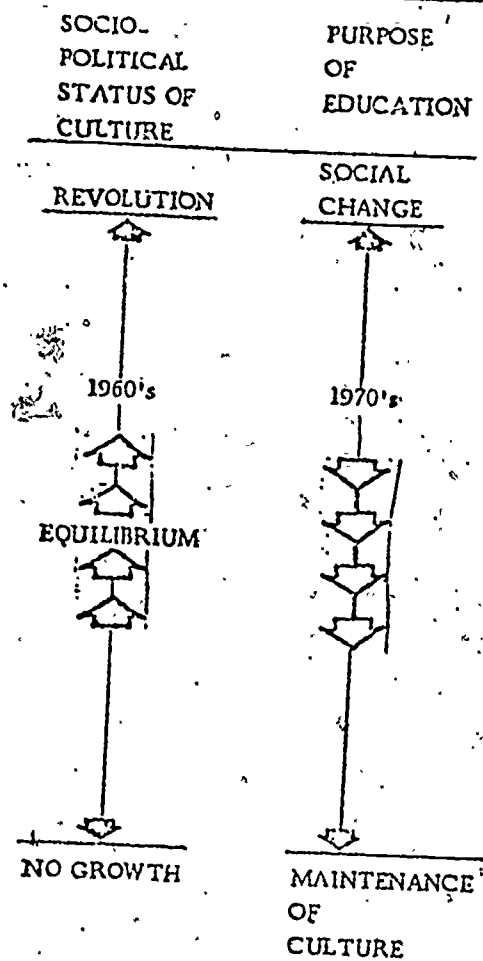 SOCIO-
POLITICAL
STATUS OF
CULTURE
PURPOSE
OF
EDUCATION
REVOLUTION
SOCIAL
CHANGE
1960's
1970's
EQUILIBRIUM
NO GROWTH
MAINTENANCE
OF
CULTURE